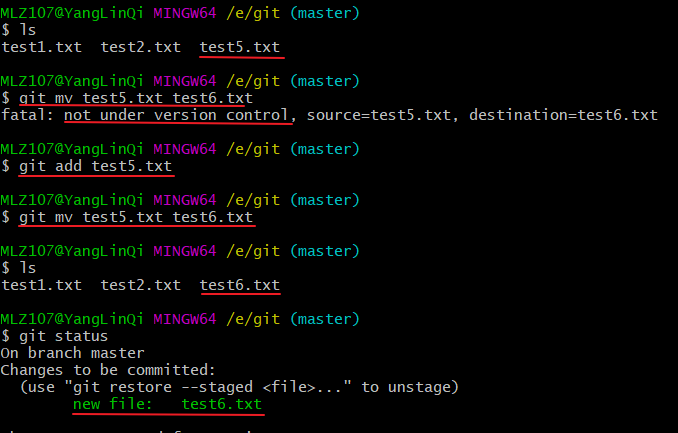 MLZ107@YangLinQi MINGW64 /e/git (master)
$ ls
test1.txt  test2.txt  test5.txt
MLZ107@YangLinQi MINGW64 /e/git (master)
$ git mv test5.txt test6.txt
fatal: not under version control, source=test5.txt, destination=test6.txt
MLZ107@YangLinQi MINGW64 /e/git (master)
$ git add test5.txt
MLZ107@YangLinQi MINGW64 /e/git (master)
$ git mv test5.txt test6.txt
MLZ107@YangLinQi MINGW64 /e/git (master)
$ ls
test1.txt  test2.txt  test6.txt
MLZ107@YangLinQi MINGW64 /e/git (master)
$ git status
On branch master
Changes to be committed:
  (use "git restore --staged <file>..." to unstage)
        new file:   test6.txt